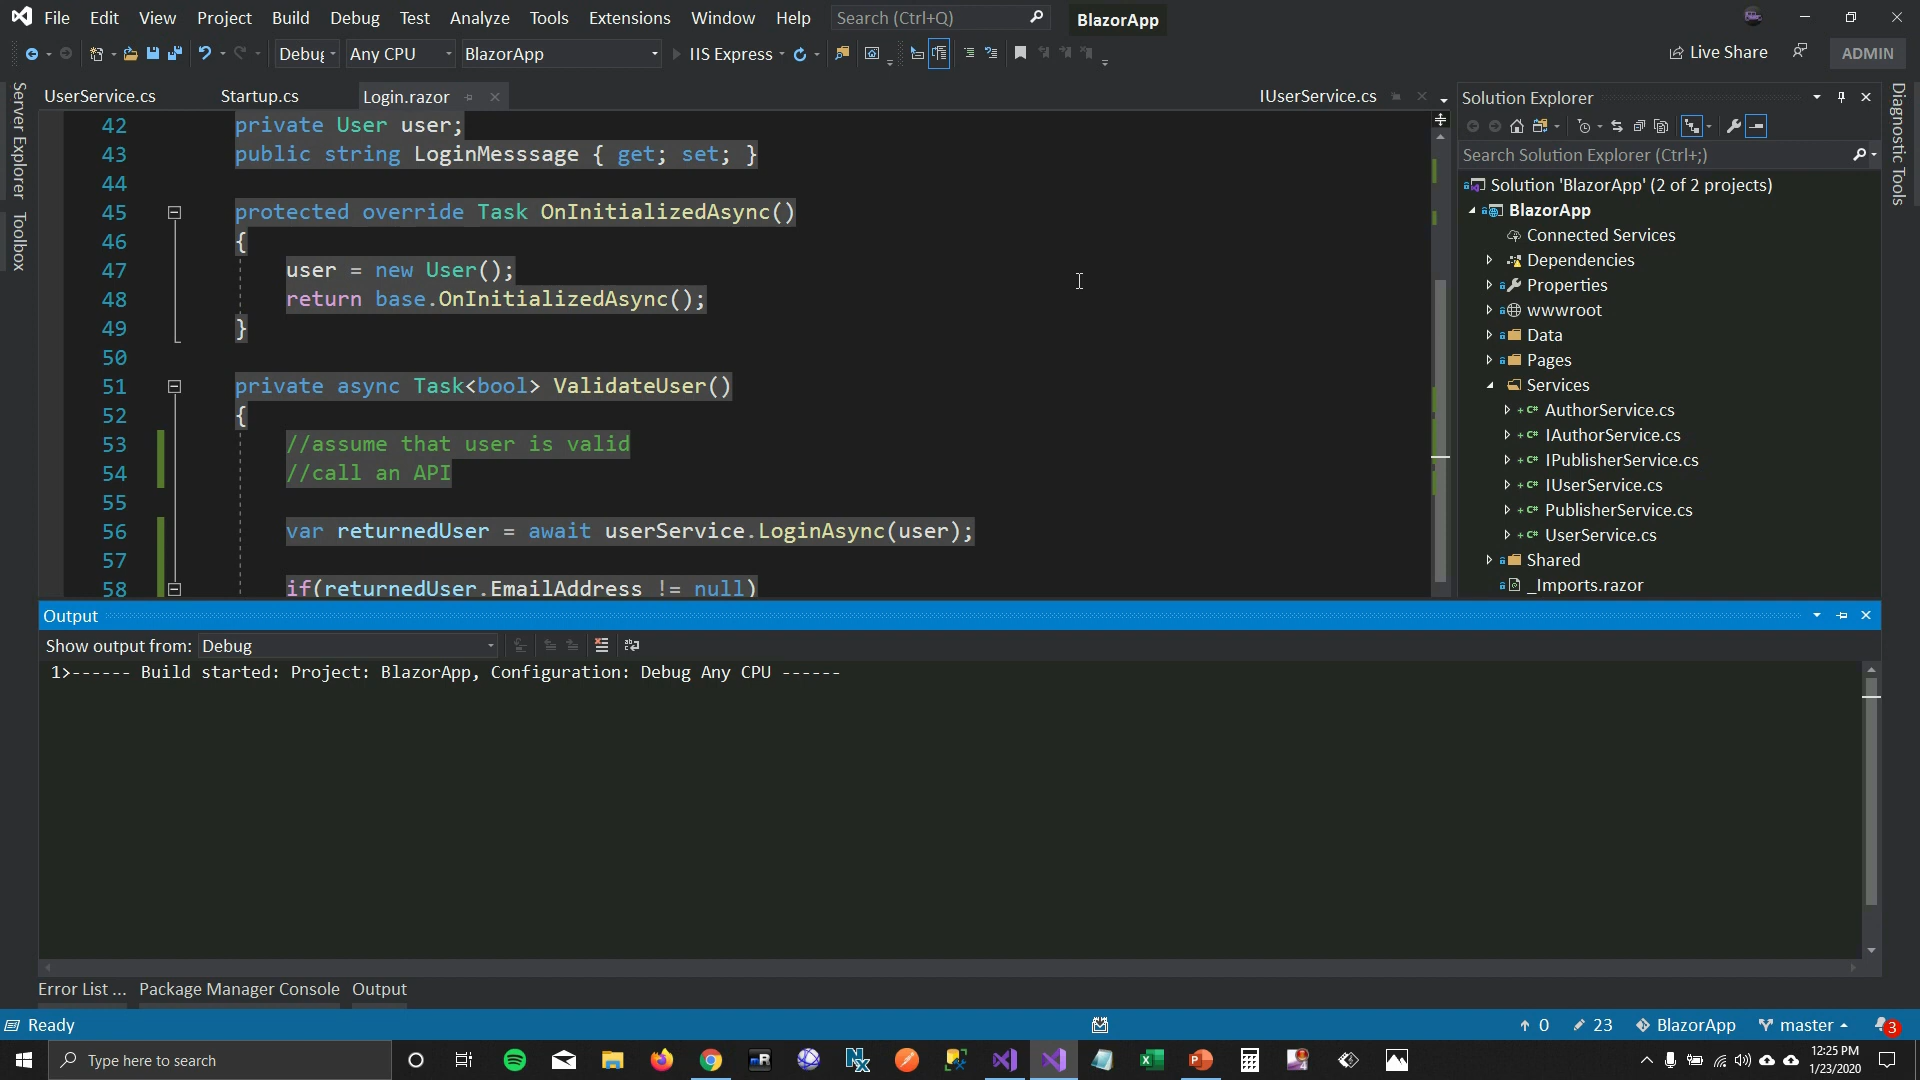 File Edit View Project Build Debug Test Analyze Tools Extensions Window Help Search (Ctrl+Q) BlazorApp
Debug Any CPU BlazorApp IIS Express Live Share ADMIN
UserService.cs Startup.cs Login.razor IUserService.cs
Server Explorer
Toolbox
42 private User user;
43 public string LoginMesssage { get; set; }
44
45 protected override Task OnInitializedAsync()
46 {
47 user = new User();
48 return base.OnInitializedAsync();
49 }
50
51 private async Task<bool> ValidateUser()
52 {
53 //assume that user is valid
54 //call an API
55
56 var returnedUser = await userService.LoginAsync(user);
57
58 if(returnedUser.EmailAddress != null)
Solution Explorer
Search Solution Explorer (Ctrl+;)
Solution 'BlazorApp' (2 of 2 projects)
BlazorApp
Connected Services
Dependencies
Properties
wwwroot
Data
Pages
Services
AuthorService.cs
IAuthorService.cs
IPublisherService.cs
IUserService.cs
PublisherService.cs
UserService.cs
Shared
_Imports.razor
Diagnostic Tools
Output
Show output from: Debug
1>------ Build started: Project: BlazorApp, Configuration: Debug Any CPU ------
Error List ... Package Manager Console Output
Ready 0 23 BlazorApp master 3
Type here to search
12:25 PM
1/23/2020